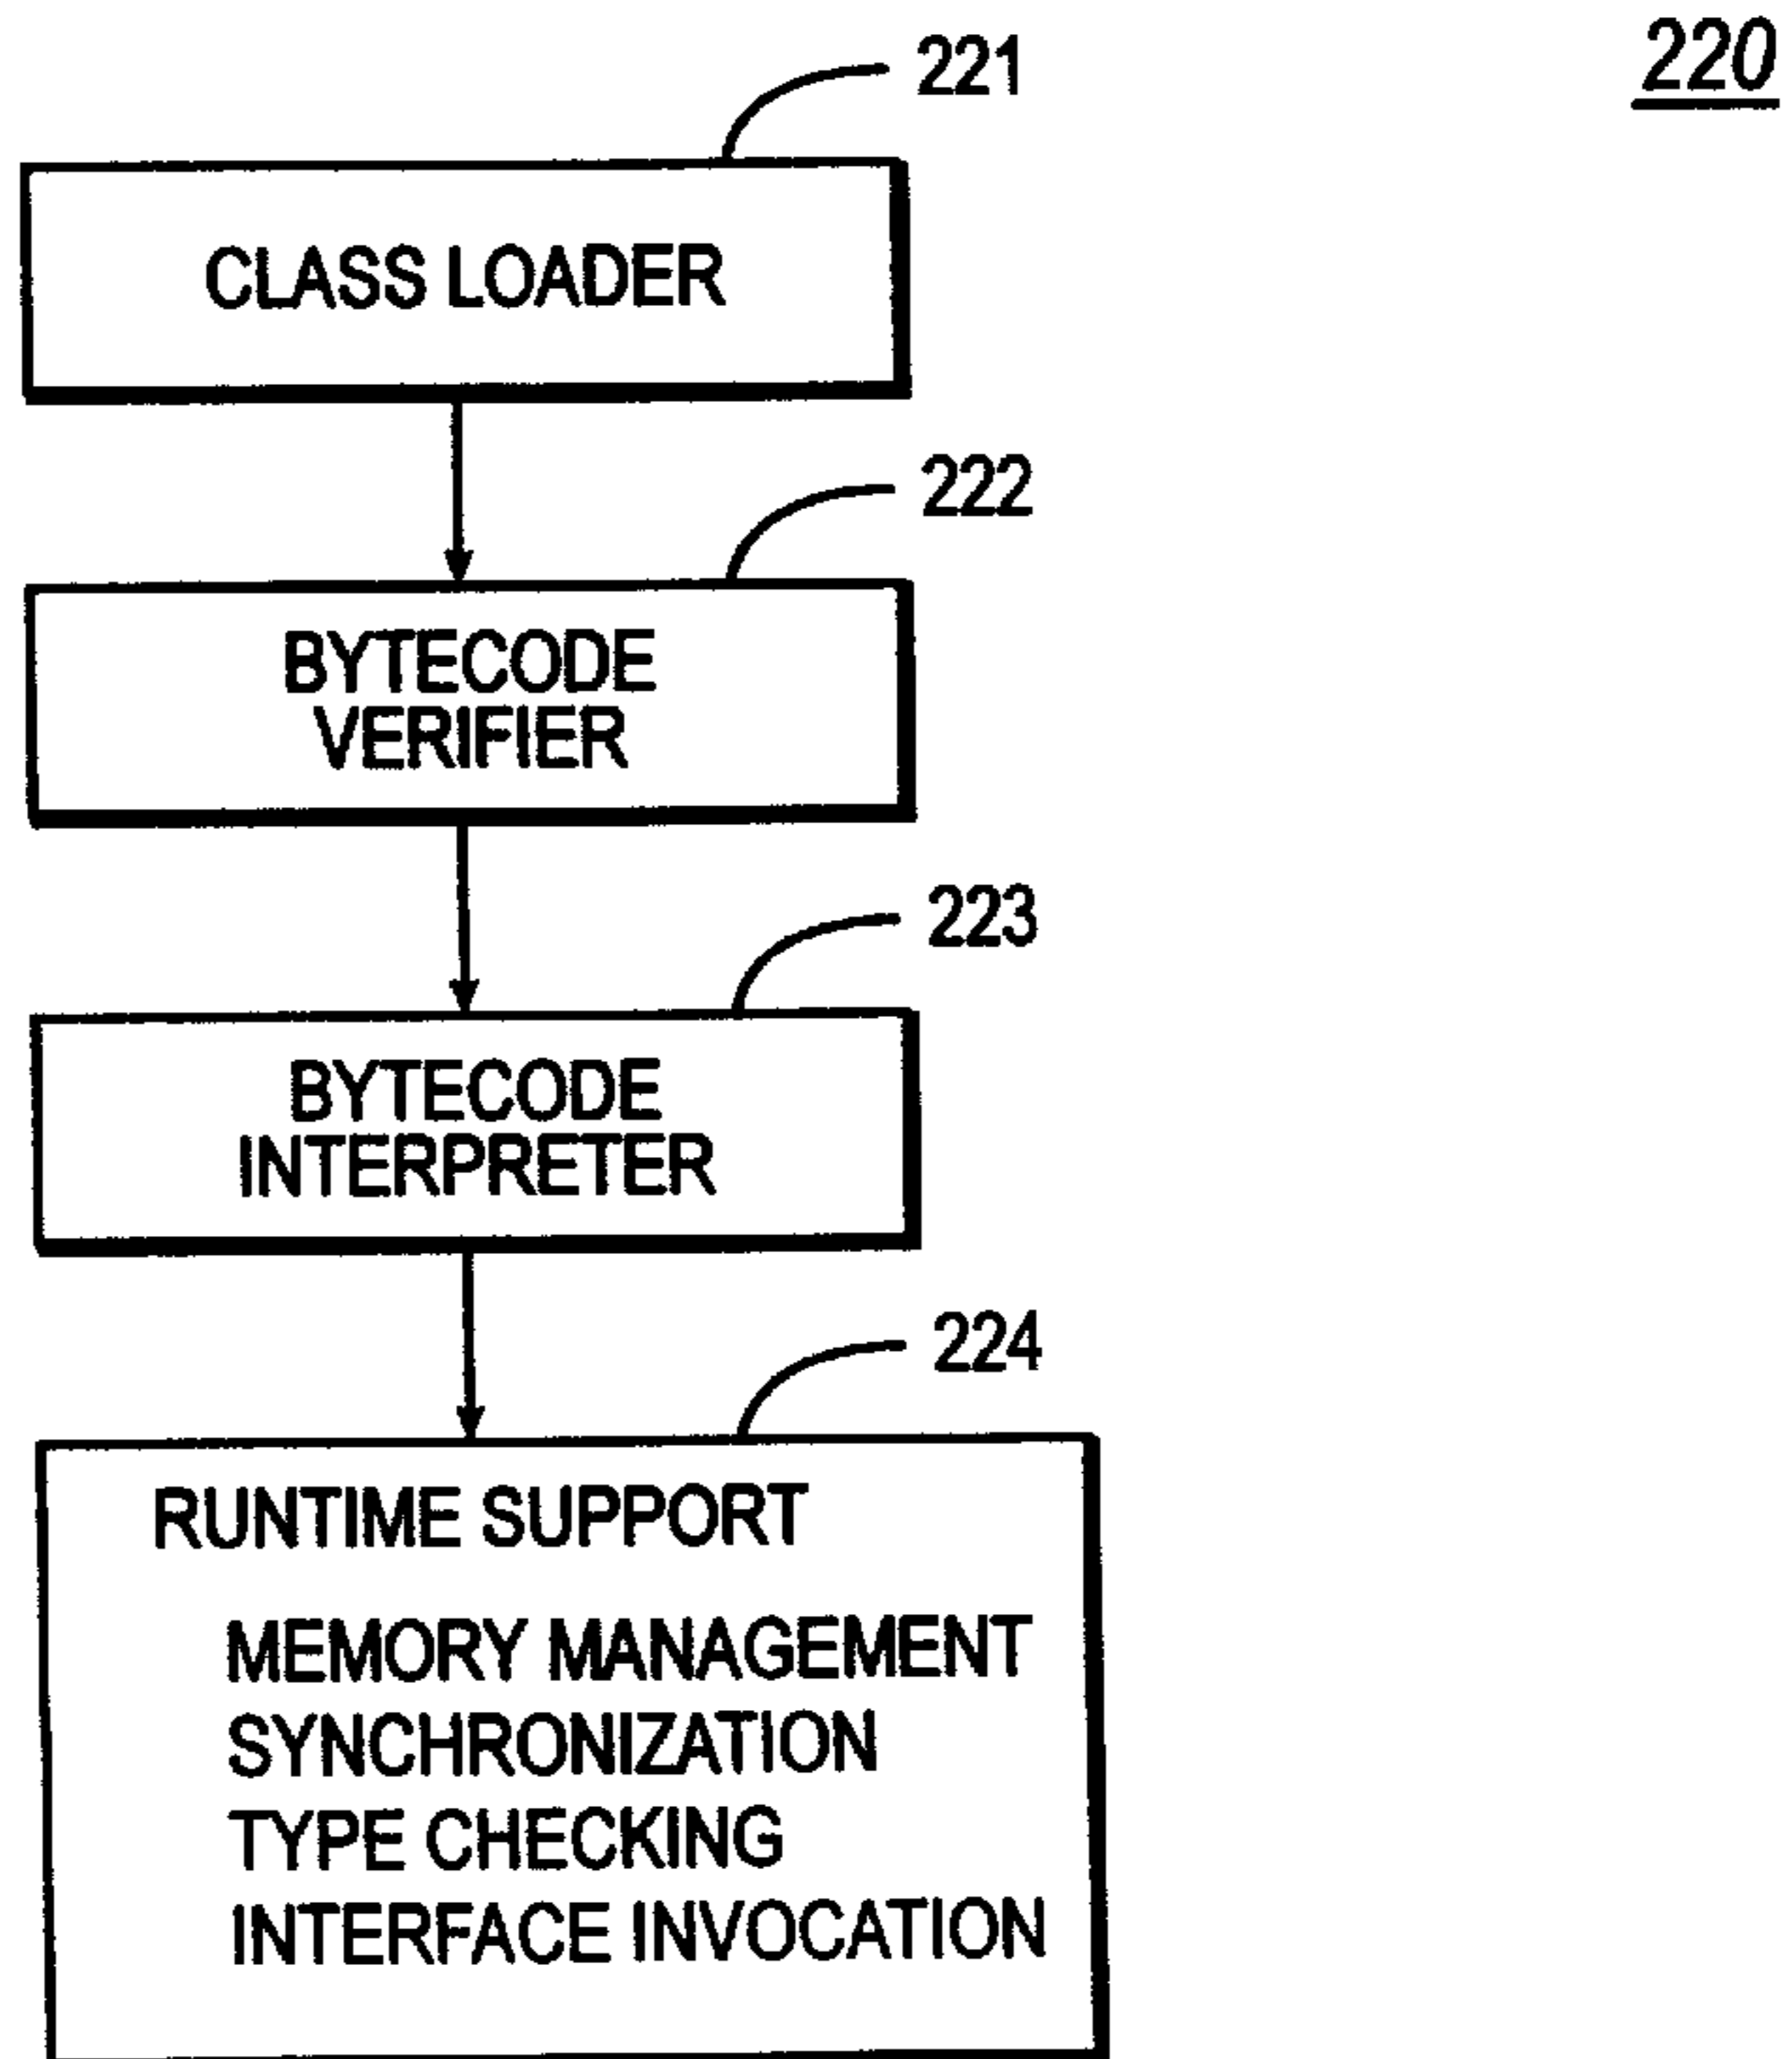 220
221
CLASS LOADER
222
BYTECODE
VERIFIER
223
BYTECODE
INTERPRETER
224
RUNTIME SUPPORT
MEMORY MANAGEMENT
SYNCHRONIZATION
TYPE CHECKING
INTERFACE INVOCATION